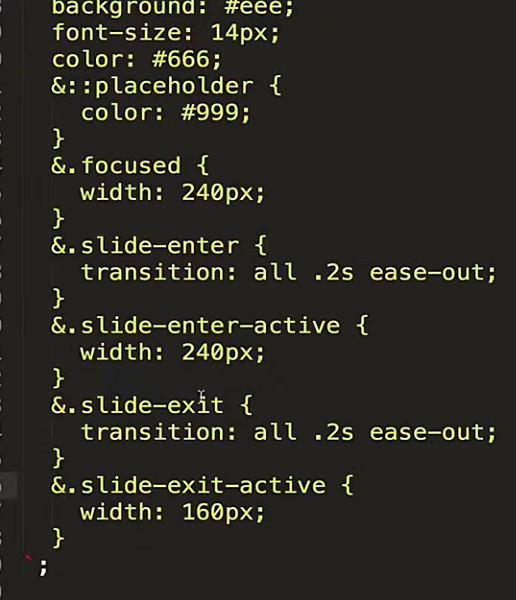 background: #eee;
font-size: 14px;
color: #666;
&::placeholder {
color: #999;
}
&.focused {
width: 240px;
}
&.slide-enter {
transition: all .2s ease-out;
}
&.slide-enter-active {
width: 240px;
}
&.slide-exit {
transition: all .2s ease-out;
}
&.slide-exit-active {
width: 160px;
}
`;